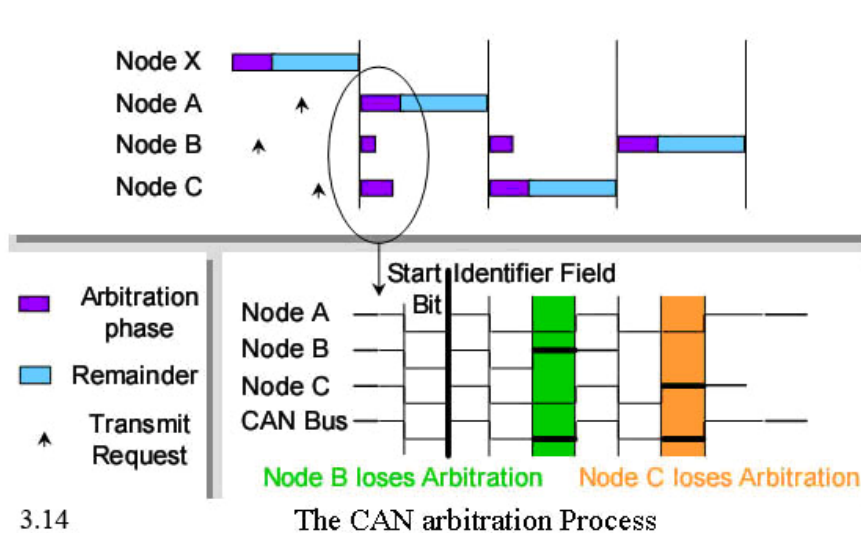 Node X
Node A
Node B
Node C
Arbitration
phase
Remainder
Transmit
Request
Start
Bit
Identifier Field
Node A
Node B
Node C
CAN Bus
Node B loses Arbitration
Node C loses Arbitration
3.14
The CAN arbitration Process